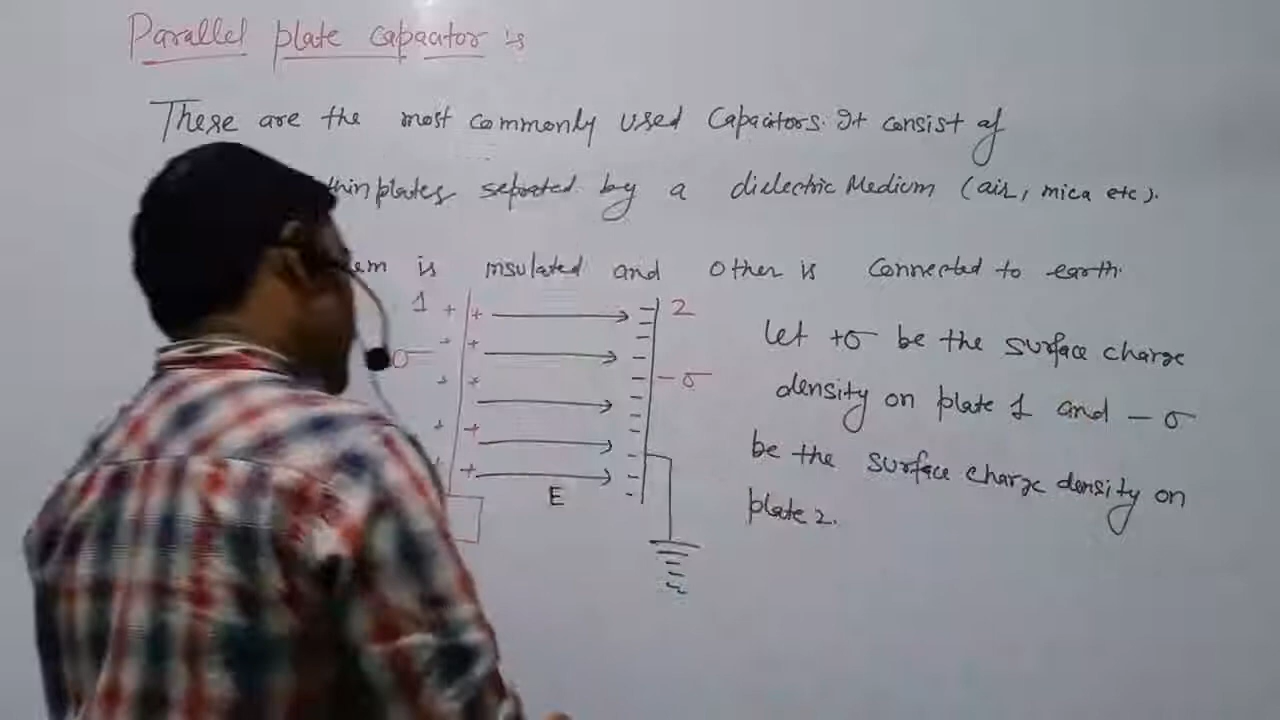 Parallel plate capacitor is
These are the most commonly used Capacitors. It consist of
thin plates seprated by a dielectric Medium (air, mica etc).
is insulated and Other is Connected to earth.
1 + + 2
σ - σ
E
Let +σ be the surface charge
density on plate 1 and - σ
be the surface charge density on
plate 2.